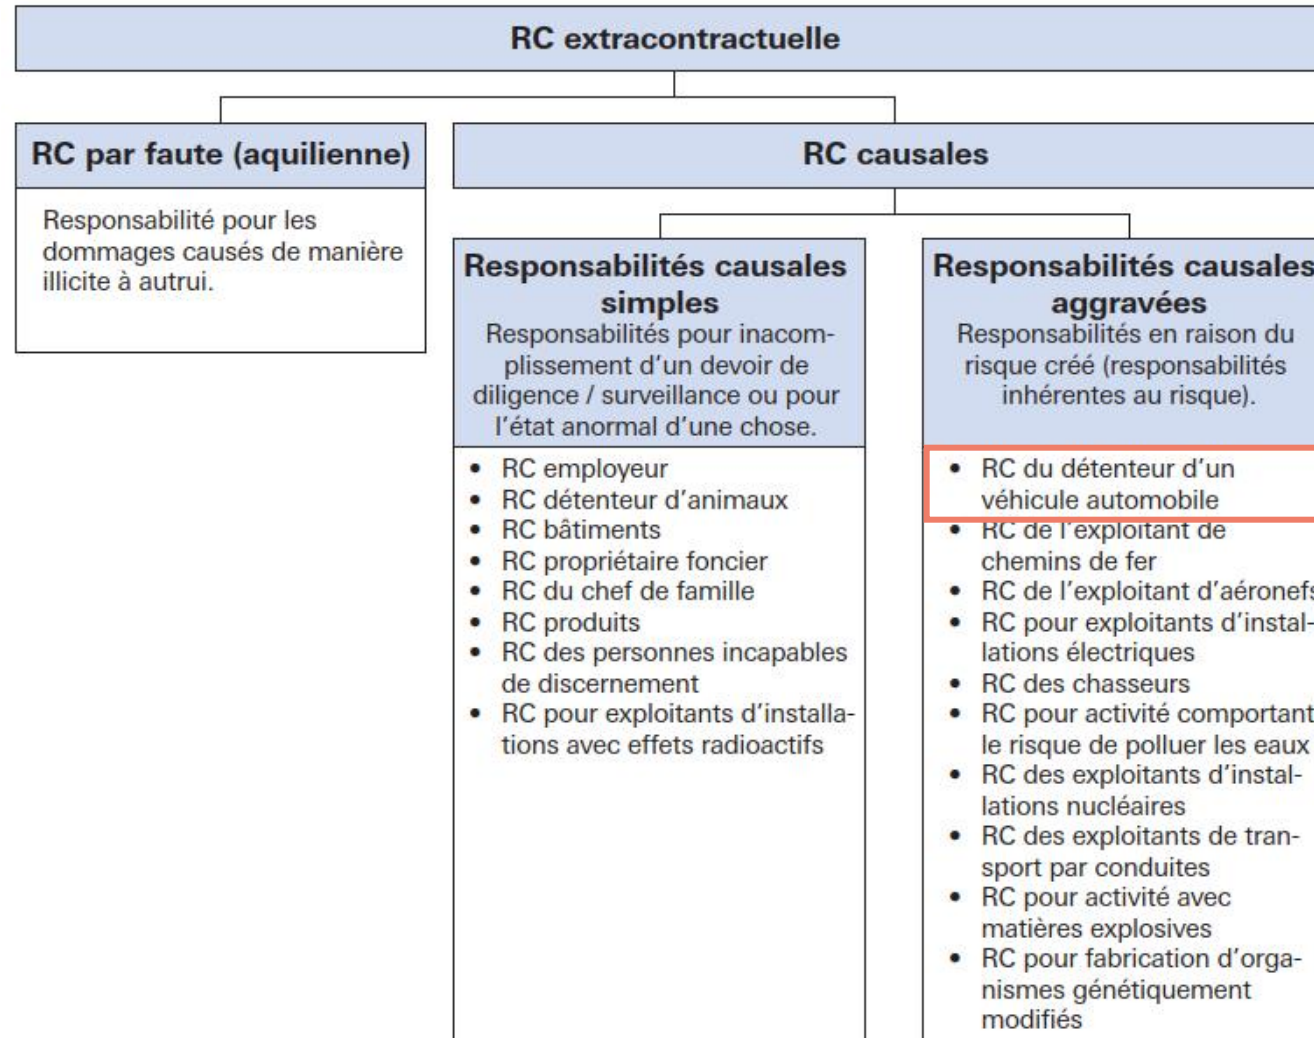 RC extracontractuelle
RC par faute (aquilienne)
Responsabilité pour les
dommages causés de manière
illicite à autrui.
RC causales
Responsabilités causales
simples
Responsabilités pour inacom-
plissement d'un devoir de
diligence / surveillance ou pour
l'état anormal d'une chose.
• RC employeur
• RC détenteur d'animaux
• RC bâtiments
• RC propriétaire foncier
• RC du chef de famille
• RC produits
• RC des personnes incapables
de discernement
• RC pour exploitants d'installa-
tions avec effets radioactifs
Responsabilités causales
aggravées
Responsabilités en raison du
risque créé (responsabilités
inhérentes au risque).
• RC du détenteur d'un
véhicule automobile
• RC de l'exploitant de
chemins de fer
• RC de l'exploitant d'aéronefs
• RC pour exploitants d'instal-
lations électriques
• RC des chasseurs
• RC pour activité comportant
le risque de polluer les eaux
• RC des exploitants d'instal-
lations nucléaires
• RC des exploitants de tran-
sport par conduites
• RC pour activité avec
matières explosives
• RC pour fabrication d'orga-
nismes génétiquement
modifiés